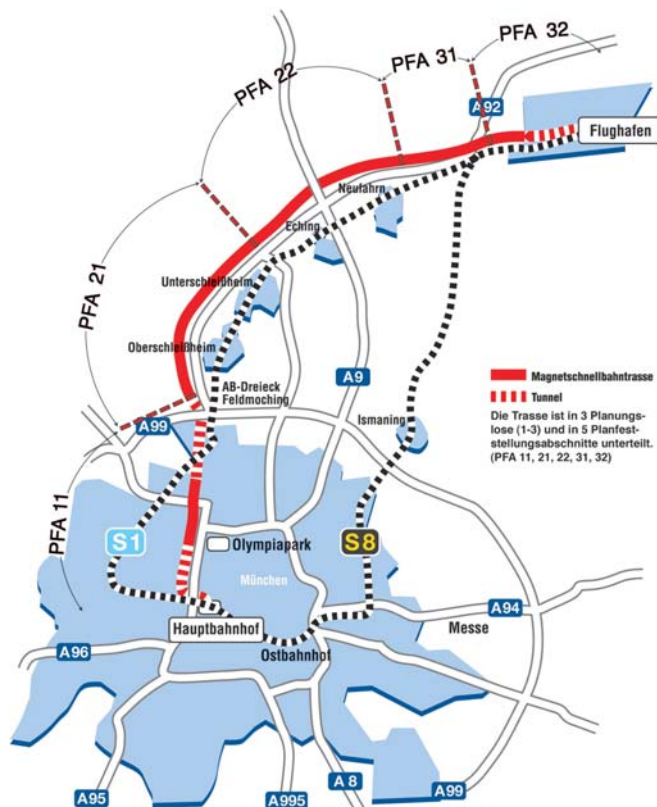 PFA 32
PFA 31
PFA 22
A92
Flughafen
Neufahrn
Eching
PFA 21
Unterschleißheim
Oberschleißheim
A9
AB-Dreieck
Feldmoching
Magnetschnellbahntrasse
Tunnel
Die Trasse ist in 3 Planungs-
lose (1-3) und in 5 Planfest-
stellungsabschnitte unterteilt.
(PFA 11, 21, 22, 31, 32)
Ismaning
A99
PFA 11
S1
Olympiapark
S8
München
A94
Hauptbahnhof
Messe
Ostbahnhof
A96
A8
A99
A95
A995